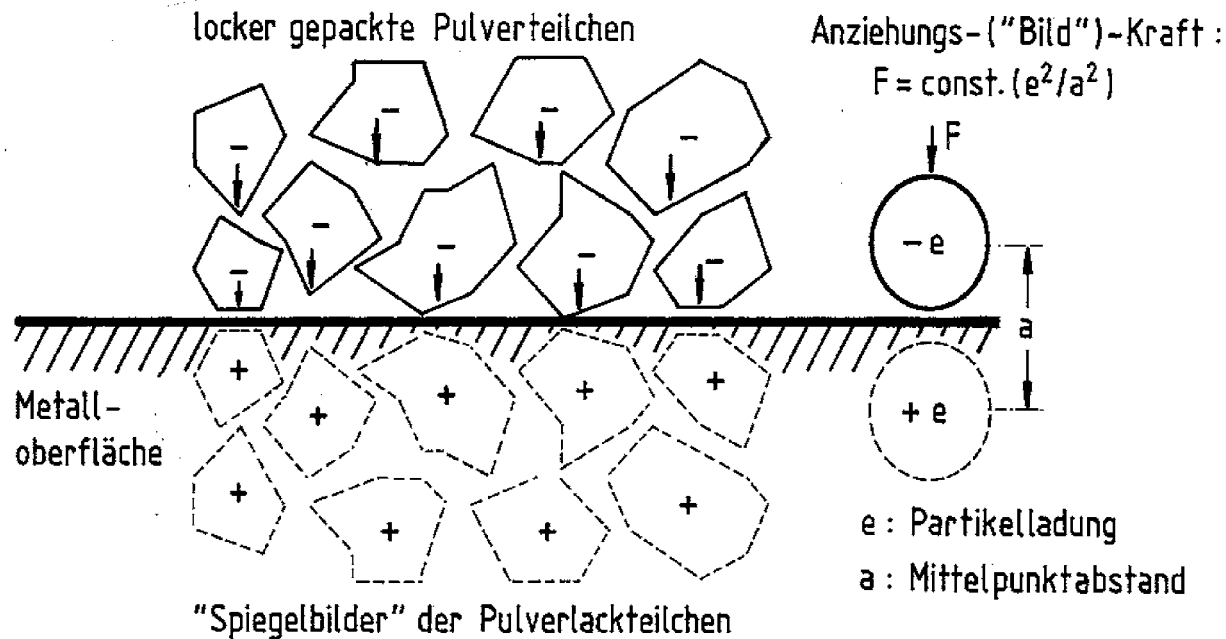 locker gepackte Pulverteilchen
Anziehungs-("Bild")-Kraft :
F = const. (e²/a²)
F
- - - -
- - - - -
- e
a
+ + + + +
+ e
Metall-
oberfläche
+ + + +
e : Partikelladung
a : Mittelpunktabstand
"Spiegelbilder" der Pulverlackteilchen